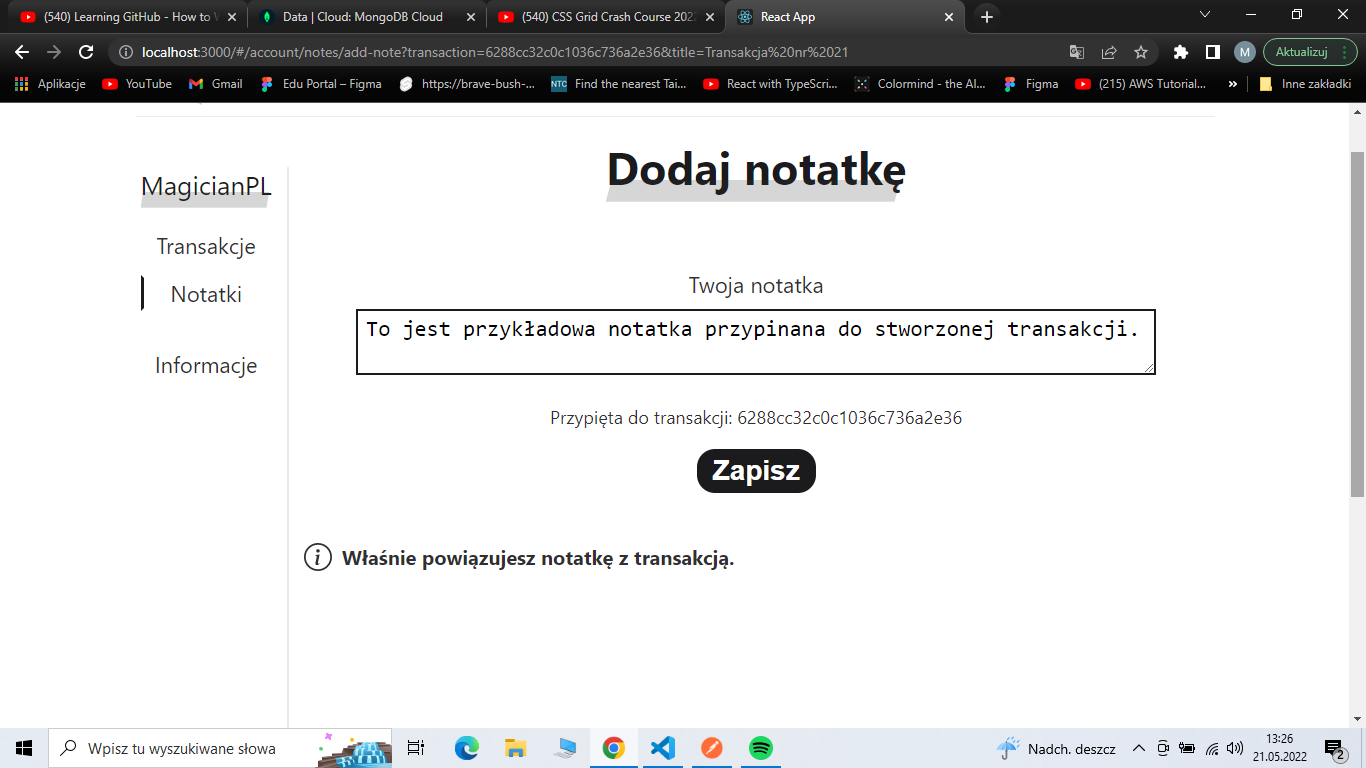 (540) Learning GitHub - How to W
Data | Cloud: MongoDB Cloud
(540) CSS Grid Crash Course 202
React App
localhost:3000/#/account/notes/add-note?transaction=6288cc32c0c1036c736a2e36&title=Transakcja%20nr%2021
M
Aktualizuj
Aplikacje
YouTube
Gmail
Edu Portal – Figma
https://brave-bush-...
NTC
Find the nearest Tai...
React with TypeScri...
Colormind - the AI...
Figma
(215) AWS Tutorial...
»
Inne zakładki
Dodaj notatkę
MagicianPL
Transakcje
Notatki
Informacje
Twoja notatka
To jest przykładowa notatka przypinana do stworzonej transakcji.
Przypięta do transakcji: 6288cc32c0c1036c736a2e36
Zapisz
Właśnie powiązujesz notatkę z transakcją.
Wpisz tu wyszukiwane słowa
Nadch. deszcz
13:26
21.05.2022
2